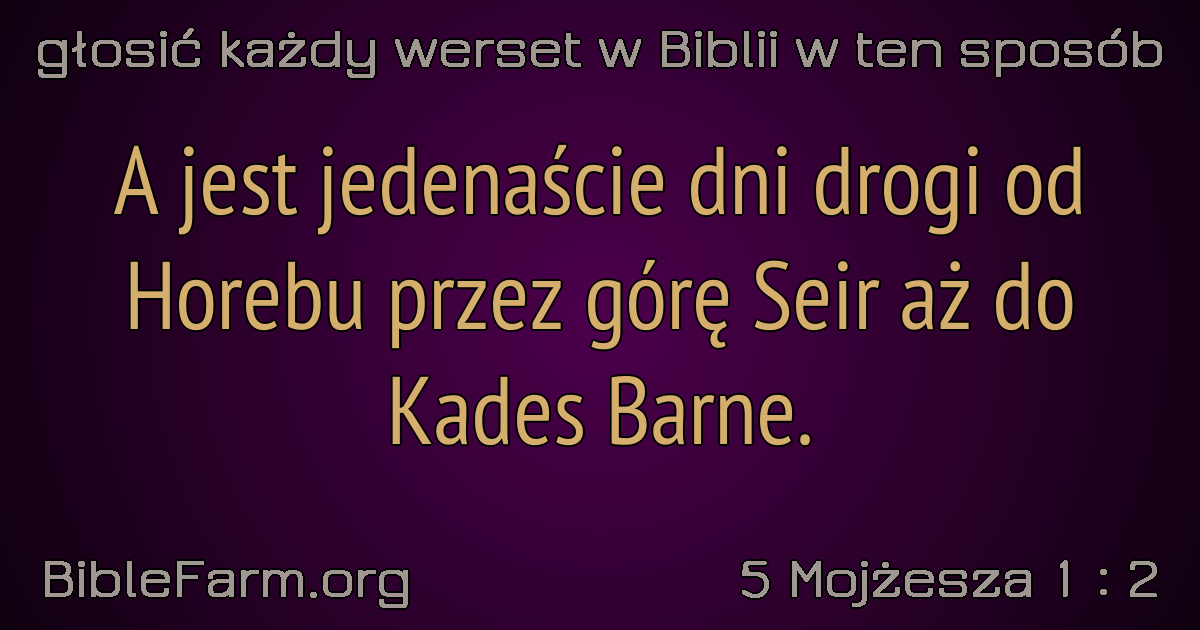 głosić każdy werset w Biblii w ten sposób
A jest jedenaście dni drogi od
Horebu przez górę Seir aż do
Kades Barne.
BibleFarm.org
5 Mojżesza 1 : 2